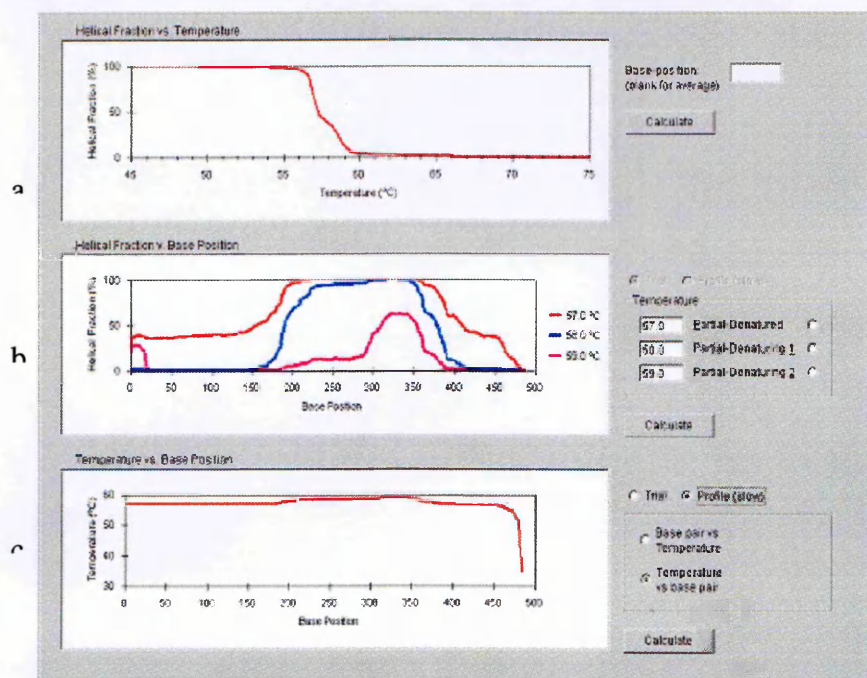 Helical Fraction vs. Temperature
Helical Fraction (%)
100
50
0
45 50 55 60 65 70 75
Temperature (°C)
Base-position:
(blank for average)
Calculate
a
Helical Fraction v. Base Position
Helical Fraction (%)
100
50
0
0 50 100 150 200 250 300 350 400 450 500
Base Position
57.0 °C
58.0 °C
59.0 °C
Temperature
57.0 Partial-Denatured
58.0 Partial-Denaturing 1
59.0 Partial-Denaturing 2
Calculate
b
Temperature vs. Base Position
Temperature (°C)
60
50
40
30
0 50 100 150 200 250 300 350 400 450 500
Base Position
Trial Profile (slow)
Base pair vs
Temperature
Temperature
vs base pair
Calculate
c